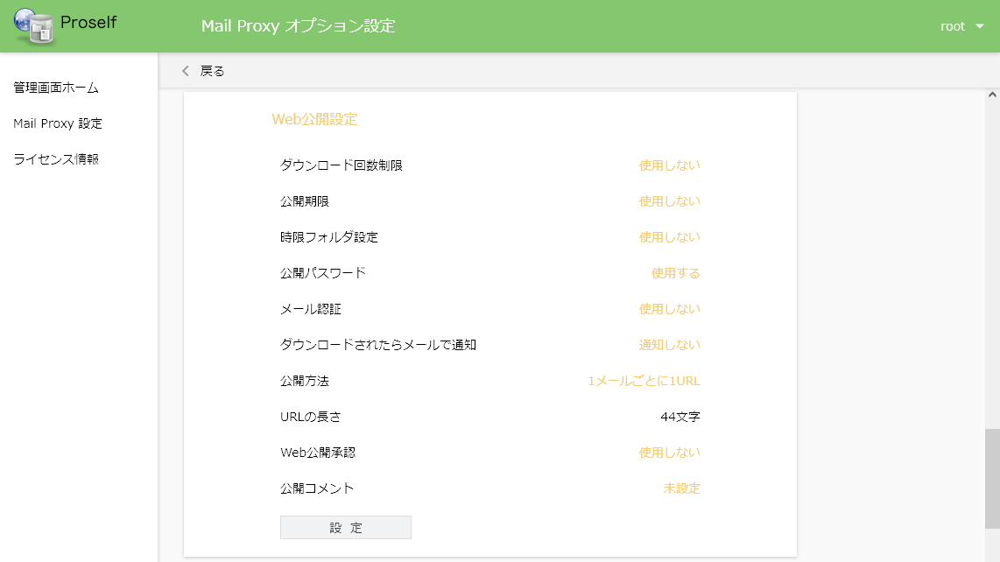 Proself
Mail Proxy オプション設定
root
戻る
管理画面ホーム
Mail Proxy 設定
ライセンス情報
Web公開設定
ダウンロード回数制限 使用しない
公開期限 使用しない
時限フォルダ設定 使用しない
公開パスワード 使用する
メール認証 使用しない
ダウンロードされたらメールで通知 通知しない
公開方法 1メールごとに1URL
URLの長さ 44文字
Web公開承認 使用しない
公開コメント 未設定
設 定